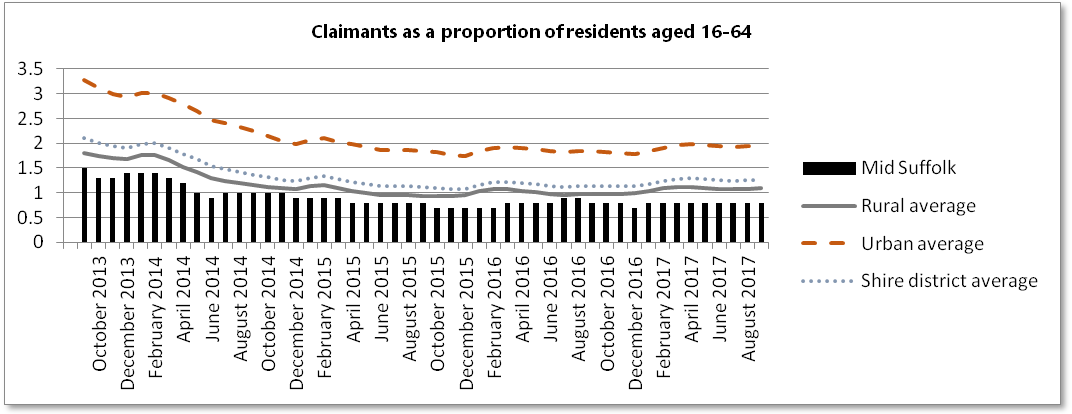 Claimants as a proportion of residents aged 16-64
3.5
3
2.5
2
1.5
1
0.5
0
October 2013
December 2013
February 2014
April 2014
June 2014
August 2014
October 2014
December 2014
February 2015
April 2015
June 2015
August 2015
October 2015
December 2015
February 2016
April 2016
June 2016
August 2016
October 2016
December 2016
February 2017
April 2017
June 2017
August 2017
Mid Suffolk
Rural average
Urban average
Shire district average